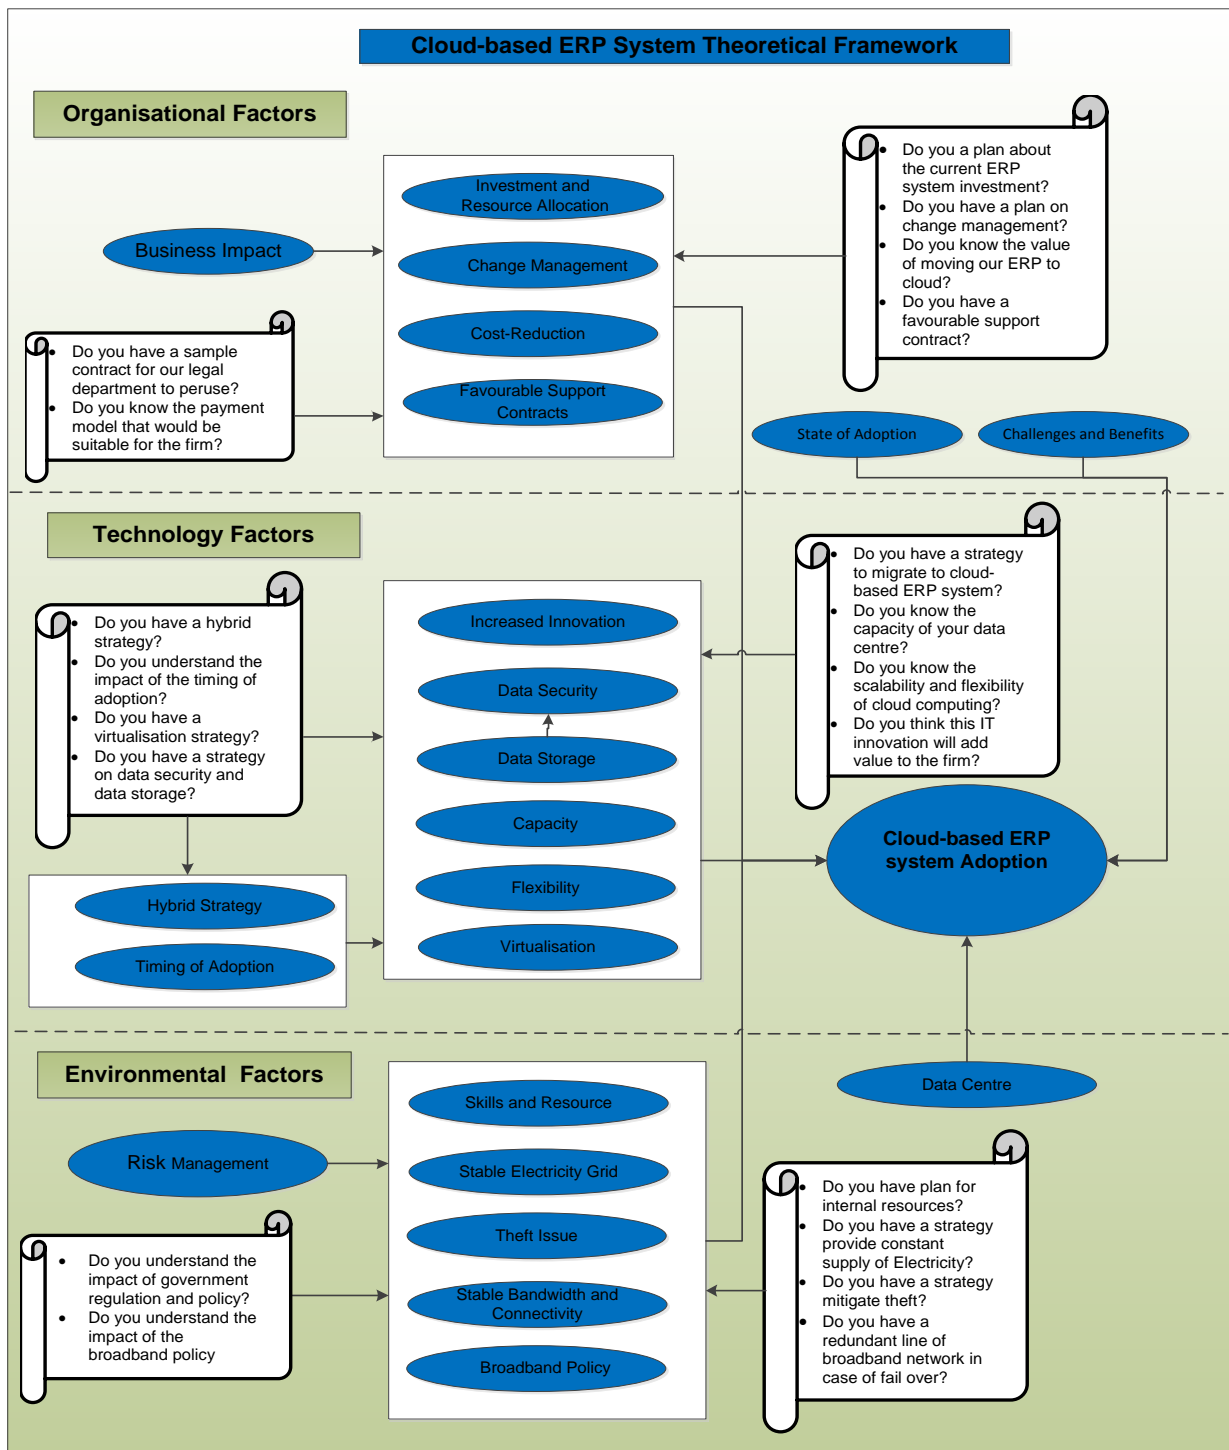 Cloud-based ERP System Theoretical Framework
Organisational Factors
Investment and
Resource Allocation
Business Impact
Change Management
Cost-Reduction
Favourable Support
Contracts
• Do you a plan about
the current ERP
system investment?
• Do you have a plan on
change management?
• Do you know the value
of moving our ERP to
cloud?
• Do you have a
favourable support
contract?
• Do you have a sample
contract for our legal
department to peruse?
• Do you know the payment
model that would be
suitable for the firm?
State of Adoption
Challenges and Benefits
Technology Factors
• Do you have a hybrid
strategy?
• Do you understand the
impact of the timing of
adoption?
• Do you have a
virtualisation strategy?
• Do you have a strategy
on data security and
data storage?
Increased Innovation
Data Security
Data Storage
Capacity
Flexibility
Virtualisation
• Do you have a strategy
to migrate to cloud-
based ERP system?
• Do you know the
capacity of your data
centre?
• Do you know the
scalability and flexibility
of cloud computing?
• Do you think this IT
innovation will add
value to the firm?
Cloud-based ERP
system Adoption
Hybrid Strategy
Timing of Adoption
Environmental Factors
Skills and Resource
Risk Management
Stable Electricity Grid
Theft Issue
Stable Bandwidth and
Connectivity
Broadband Policy
Data Centre
• Do you understand the
impact of government
regulation and policy?
• Do you understand the
impact of the
broadband policy
• Do you have plan for
internal resources?
• Do you have a strategy
provide constant
supply of Electricity?
• Do you have a strategy
mitigate theft?
• Do you have a
redundant line of
broadband network in
case of fail over?